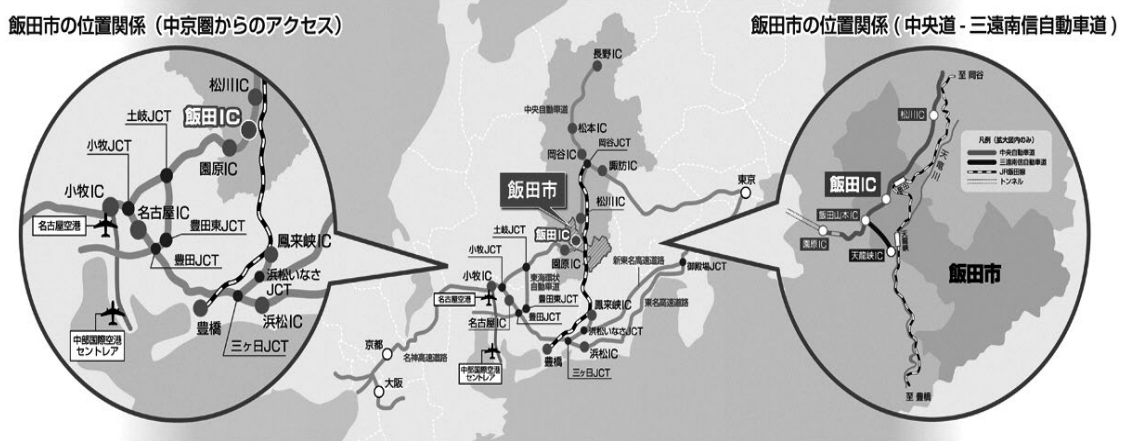 飯田市の位置関係（中京圏からのアクセス）
松川IC
飯田IC
土岐JCT
小牧JCT
園原IC
小牧IC
名古屋IC
名古屋空港
豊田東JCT
豊田JCT
鳳来峡IC
浜松いなさ
JCT
浜松IC
豊橋
三ヶ日JCT
中部国際空港
セントレア
長野IC
中央自動車道
松本IC
岡谷JCT
岡谷IC
諏訪IC
東京
飯田市
松川IC
飯田IC
土岐JCT
園原IC
小牧JCT
新東名高速道路
御殿場JCT
小牧IC
東海環状
自動車道
名古屋空港
豊田東JCT
東名高速道路
鳳来峡IC
豊田JCT
名古屋IC
浜松いなさJCT
京都
名神高速道路
中部国際空港
セントレア
豊橋
浜松IC
三ヶ日JCT
大阪
飯田市の位置関係 ( 中央道 - 三遠南信自動車道 )
至 岡谷
松川IC
凡例（拡大図内のみ）
中央自動車道
三遠南信自動車道
JR飯田線
トンネル
天竜川
飯田IC
飯田
飯田山本IC
園原IC
天龍峡
天龍峡IC
飯田市
至 豊橋